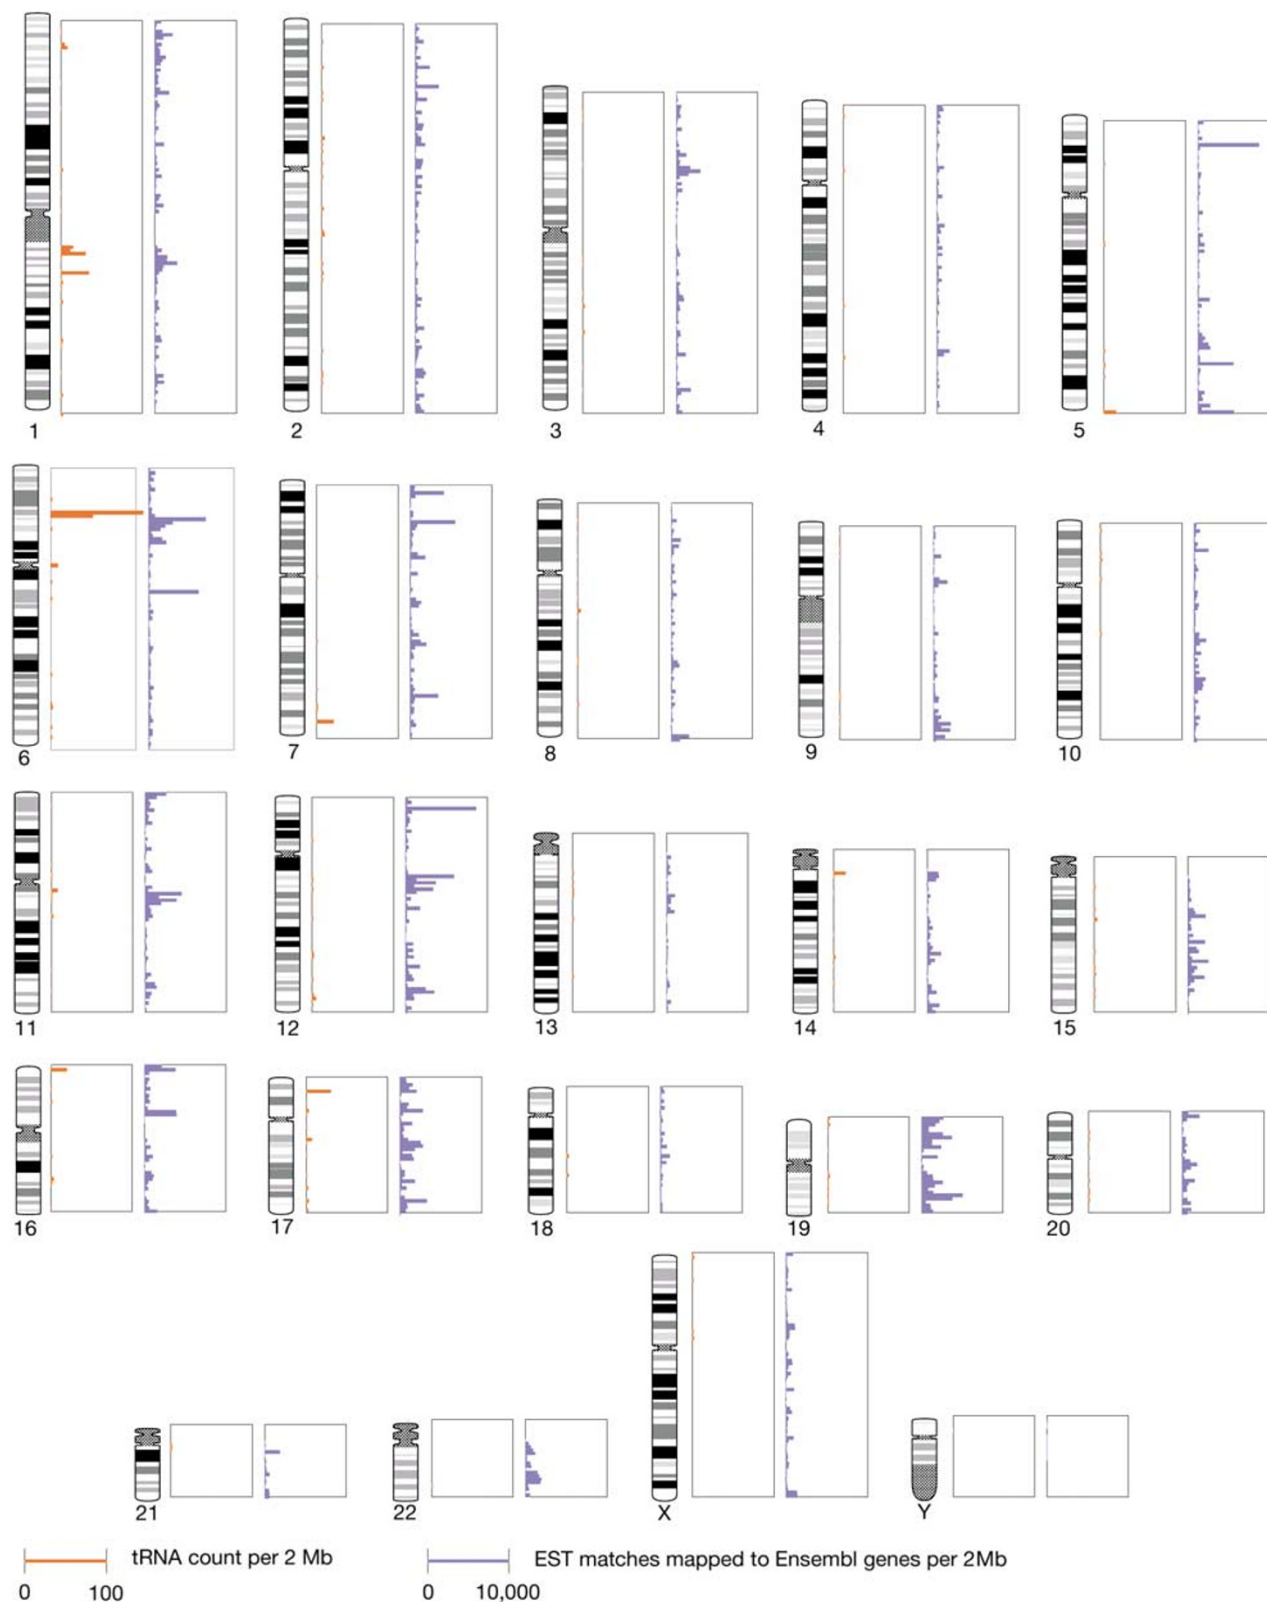 1 2 3 4 5
6 7 8 9 10
11 12 13 14 15
16 17 18 19 20
21 22 X Y
tRNA count per 2 Mb EST matches mapped to Ensembl genes per 2Mb
0 100 0 10,000